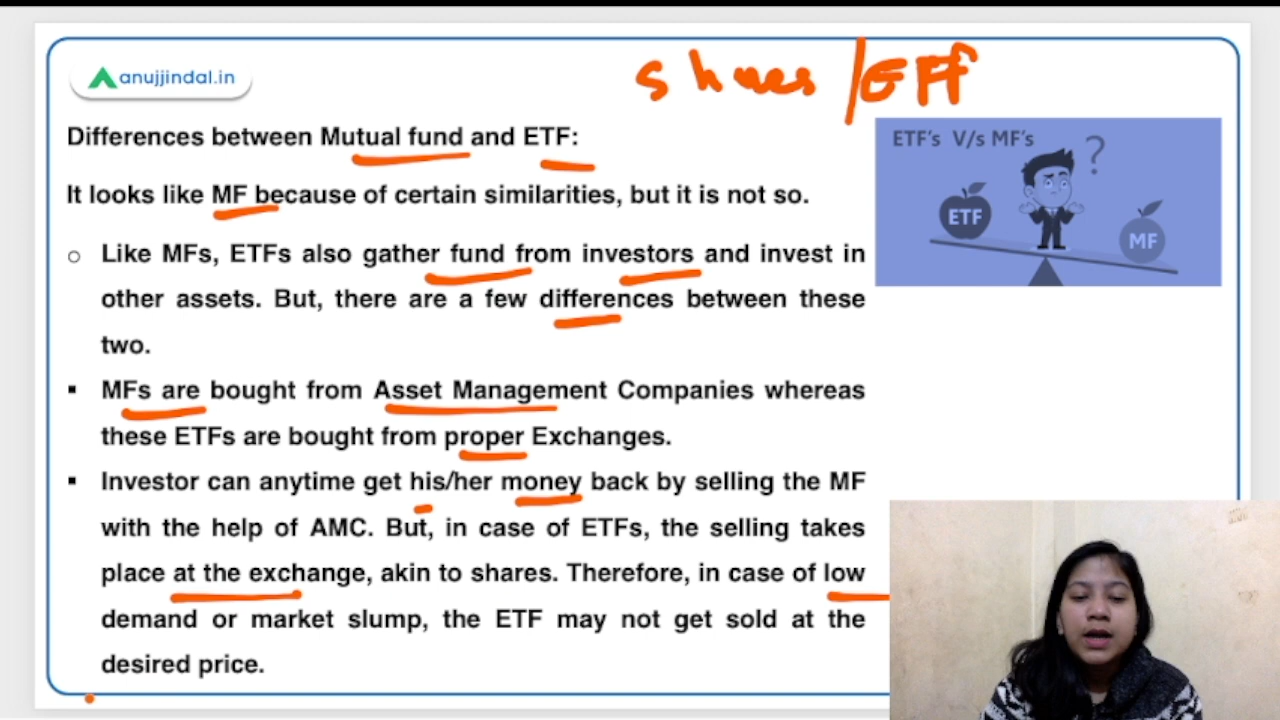 anujjindal.in
shares/ETF
Differences between Mutual fund and ETF:
ETF's V/s MF's
?
It looks like MF because of certain similarities, but it is not so.
ETF
MF
Like MFs, ETFs also gather fund from investors and invest in
other assets. But, there are a few differences between these
two.
MFs are bought from Asset Management Companies whereas
these ETFs are bought from proper Exchanges.
Investor can anytime get his/her money back by selling the MF
with the help of AMC. But, in case of ETFs, the selling takes
place at the exchange, akin to shares. Therefore, in case of low
demand or market slump, the ETF may not get sold at the
desired price.